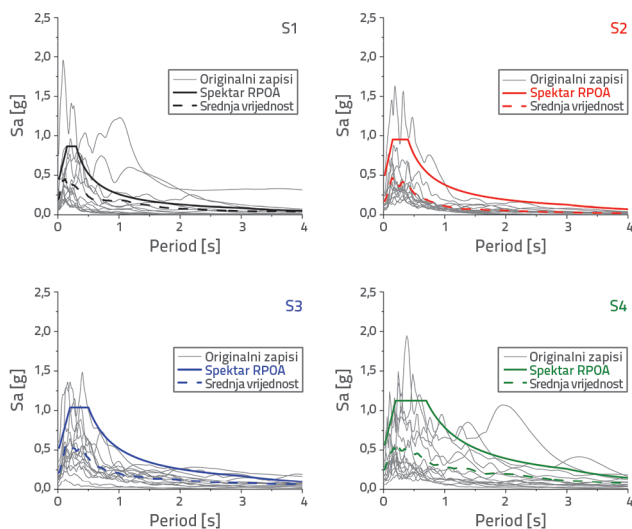 S1
Sa [g]
2,5
2,0
1,5
1,0
0,5
0,0
Originalni zapisi
Spektar RPOA
Srednja vrijednost
0 1 2 3 4
Period [s]
S2
2,5
2,0
1,5
1,0
0,5
0,0
Originalni zapisi
Spektar RPOA
Srednja vrijednost
0 1 2 3 4
Period [s]
S3
Sa [g]
2,5
2,0
1,5
1,0
0,5
0,0
Originalni zapisi
Spektar RPOA
Srednja vrijednost
0 1 2 3 4
Period [s]
S4
Sa [g]
2,5
2,0
1,5
1,0
0,5
0,0
Originalni zapisi
Spektar RPOA
Srednja vrijednost
0 1 2 3 4
Period [s]